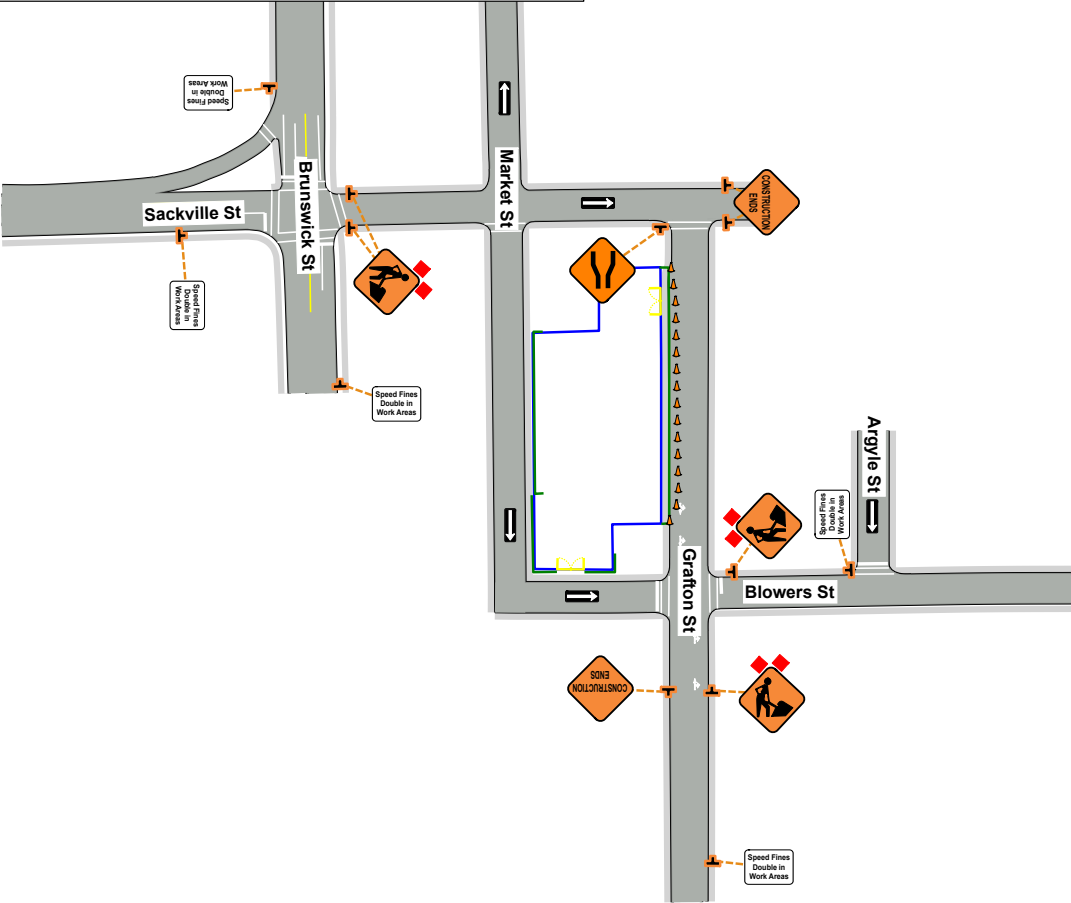 Speed Fines
Double in
Work Areas
Market St
Brunswick St
CONSTRUCTION
ENDS
Sackville St
Speed Fines
Double in
Work Areas
Speed Fines
Double in
Work Areas
Argyle St
Speed Fines
Double in
Work Areas
Grafton St
Blowers St
CONSTRUCTION
ENDS
Speed Fines
Double in
Work Areas